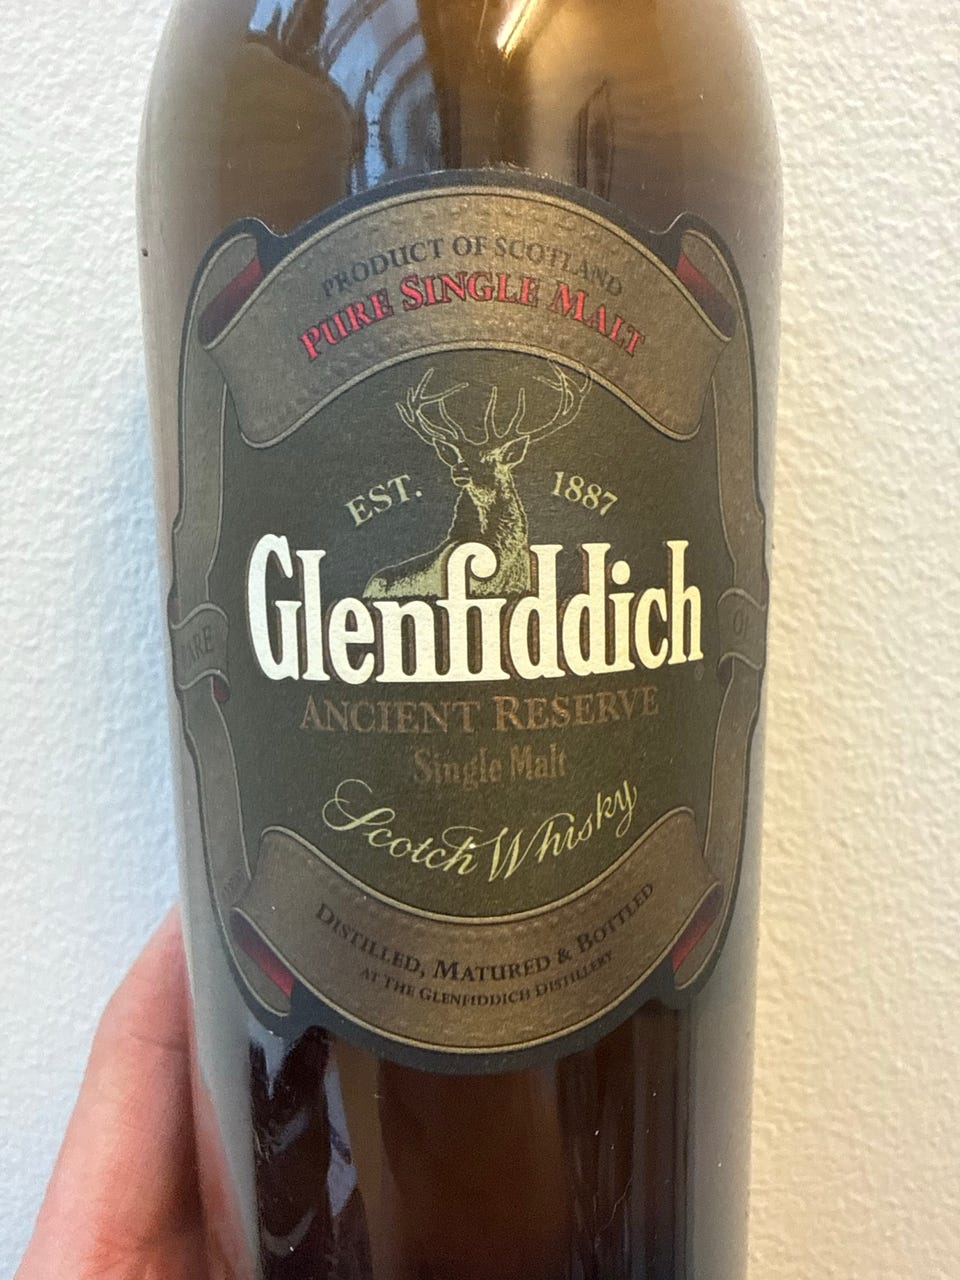 PRODUCT OF SCOTLAND
PURE SINGLE MALT
EST. 1887
Glenfiddich
ANCIENT RESERVE
Single Malt
Scotch Whisky
DISTILLED, MATURED & BOTTLED
AT THE GLENFIDDICH DISTILLERY